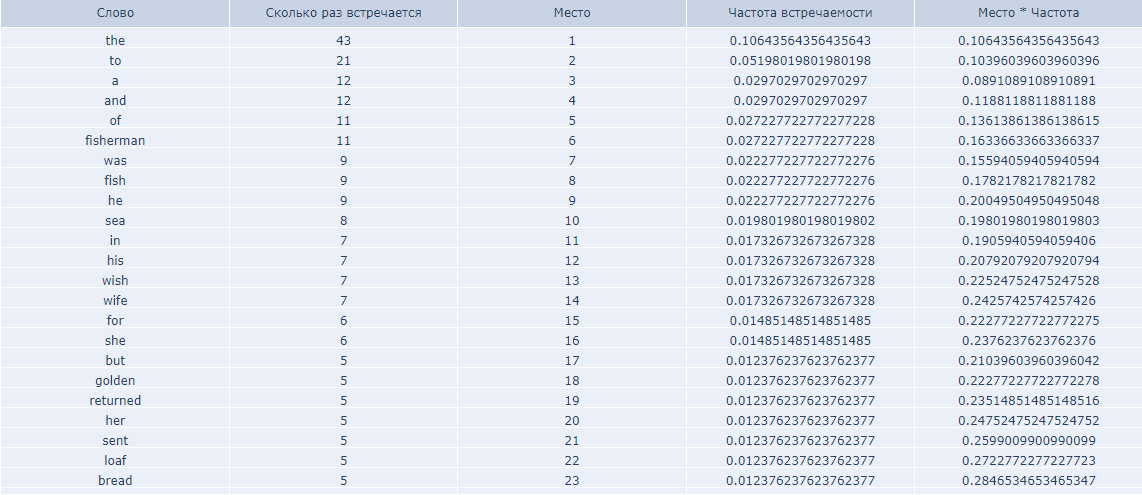 Слово Сколько раз встречается Место Частота встречаемости Место * Частота
the 43 1 0.10643564356435643 0.10643564356435643
to 21 2 0.05198019801980198 0.10396039603960396
a 12 3 0.0297029702970297 0.0891089108910891
and 12 4 0.0297029702970297 0.1188118811881188
of 11 5 0.027227722772277228 0.13613861386138615
fisherman 11 6 0.027227722772277228 0.16336633663366337
was 9 7 0.022277227722772276 0.15594059405940594
fish 9 8 0.022277227722772276 0.1782178217821782
he 9 9 0.022277227722772276 0.20049504950495048
sea 8 10 0.019801980198019802 0.19801980198019803
in 7 11 0.017326732673267328 0.1905940594059406
his 7 12 0.017326732673267328 0.20792079207920794
wish 7 13 0.017326732673267328 0.22524752475247528
wife 7 14 0.017326732673267328 0.2425742574257426
for 6 15 0.01485148514851485 0.22277227722772275
she 6 16 0.01485148514851485 0.2376237623762376
but 5 17 0.012376237623762377 0.21039603960396042
golden 5 18 0.012376237623762377 0.22277227722772278
returned 5 19 0.012376237623762377 0.23514851485148516
her 5 20 0.012376237623762377 0.24752475247524752
sent 5 21 0.012376237623762377 0.2599009900990099
loaf 5 22 0.012376237623762377 0.2722772277227723
bread 5 23 0.012376237623762377 0.2846534653465347